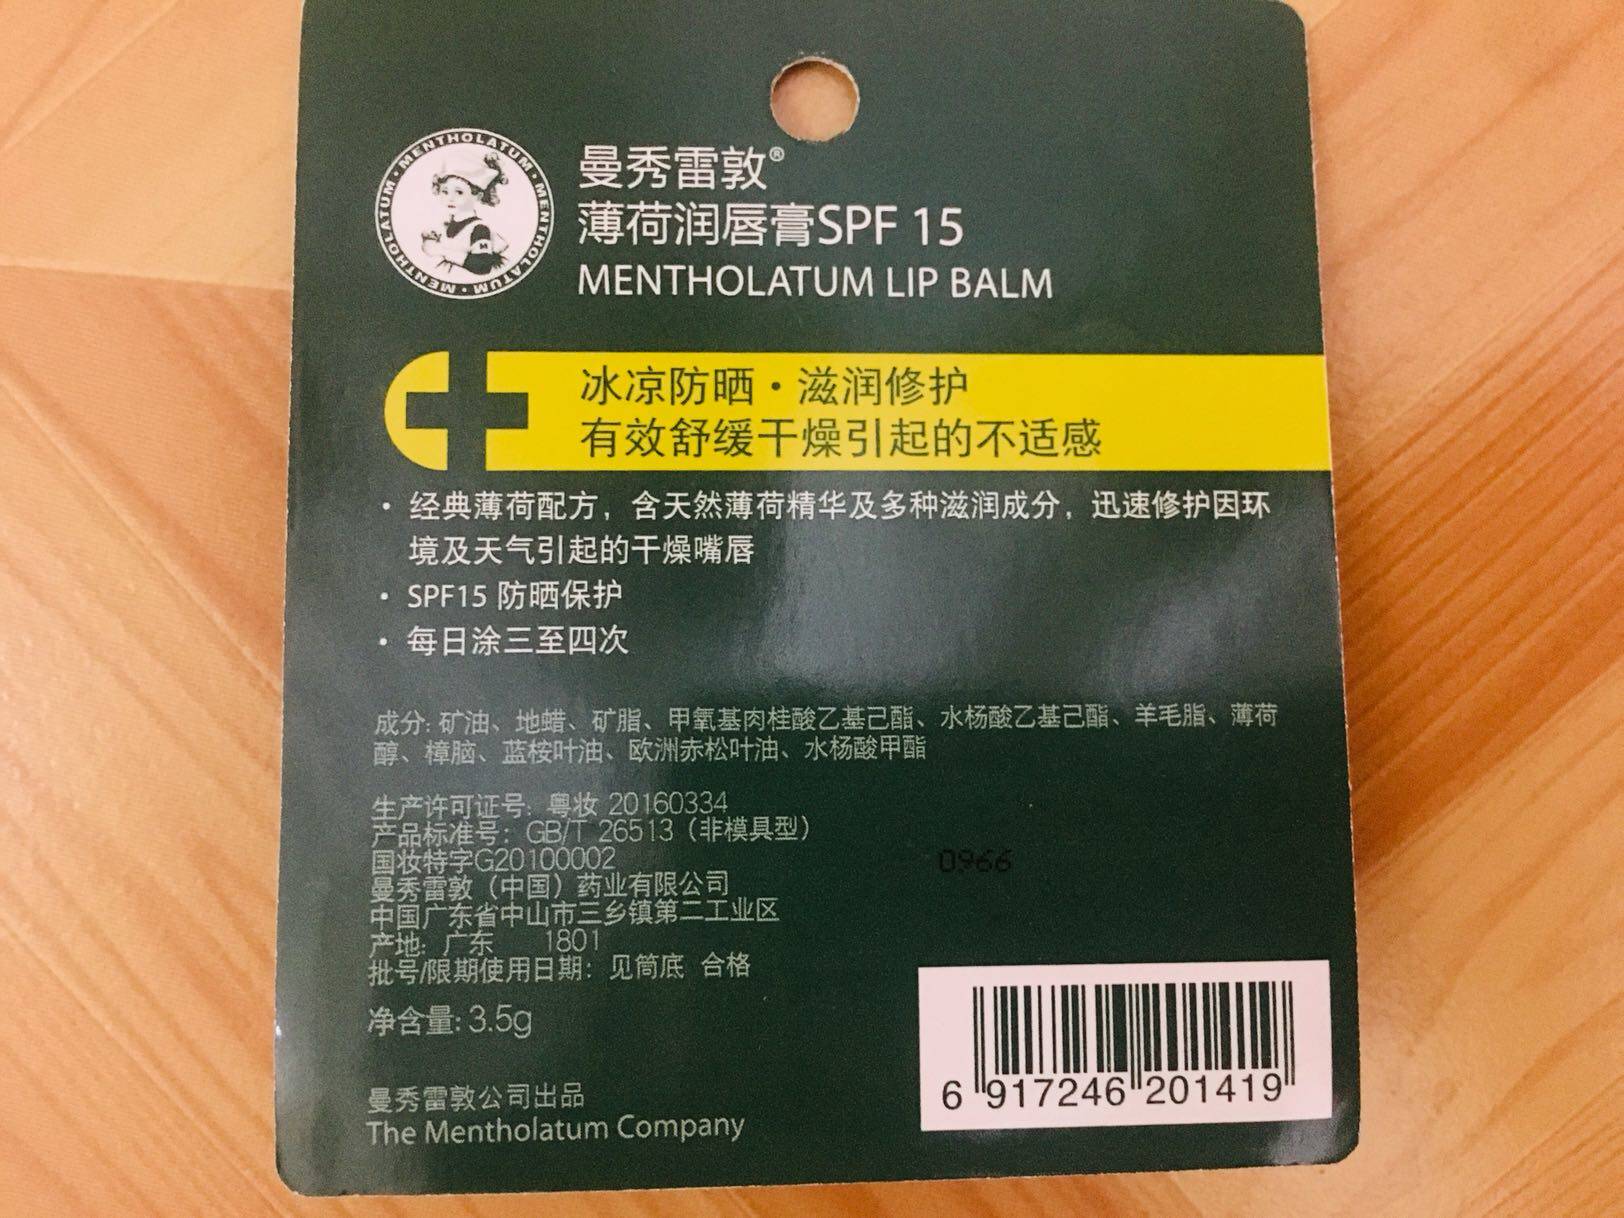 MENTHOLATUM · MENTHOLATUM · MENTHOLATUM · MENTHOLATUM ·
曼秀雷敦®
薄荷润唇膏SPF 15
MENTHOLATUM LIP BALM
冰凉防晒·滋润修护
有效舒缓干燥引起的不适感
· 经典薄荷配方，含天然薄荷精华及多种滋润成分，迅速修护因环
境及天气引起的干燥嘴唇
· SPF15 防晒保护
· 每日涂三至四次
成分: 矿油、地蜡、矿脂、甲氧基肉桂酸乙基己酯、水杨酸乙基己酯、羊毛脂、薄荷
醇、樟脑、蓝桉叶油、欧洲赤松叶油、水杨酸甲酯
生产许可证号: 粤妆 20160334
产品标准号: GB/T 26513（非模具型）
国妆特字G20100002
0966
曼秀雷敦（中国）药业有限公司
中国广东省中山市三乡镇第二工业区
产地: 广东 1801
批号/限期使用日期: 见筒底 合格
净含量: 3.5g
曼秀雷敦公司出品
The Mentholatum Company
6 917246 201419